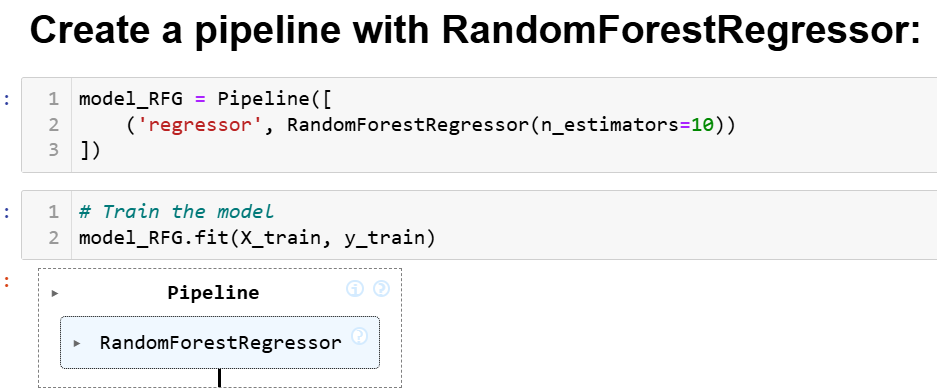 Create a pipeline with RandomForestRegressor:
:
1 model_RFG = Pipeline([
2     ('regressor', RandomForestRegressor(n_estimators=10))
3 ])
:
1 # Train the model
2 model_RFG.fit(X_train, y_train)
:
▸ Pipeline i ?
▸ RandomForestRegressor ?